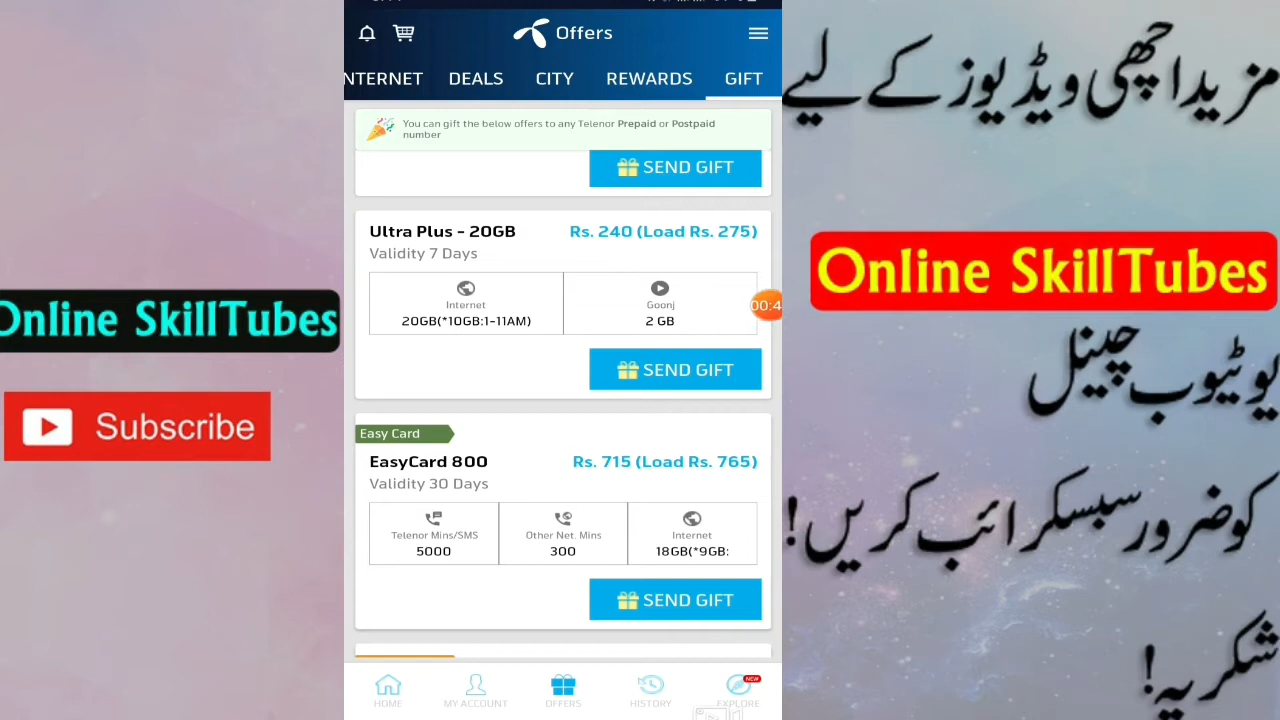 Online SkillTubes
Subscribe
Offers
NTERNET DEALS CITY REWARDS GIFT
You can gift the below offers to any Telenor Prepaid or Postpaid
number
SEND GIFT
Ultra Plus - 20GB Rs. 240 (Load Rs. 275)
Validity 7 Days
Internet Goonj
20GB(*10GB:1-11AM) 2 GB
00:4
SEND GIFT
Easy Card
EasyCard 800 Rs. 715 (Load Rs. 765)
Validity 30 Days
Telenor Mins/SMS Other Net. Mins Internet
5000 300 18GB(*9GB:
SEND GIFT
NEW
HOME MY ACCOUNT OFFERS HISTORY EXPLORE
مزید اچھی ویڈیوز کے لیے
Online SkillTubes
یوٹیوب چینل
کو ضرور سبسکرائب کریں!
شکریہ!